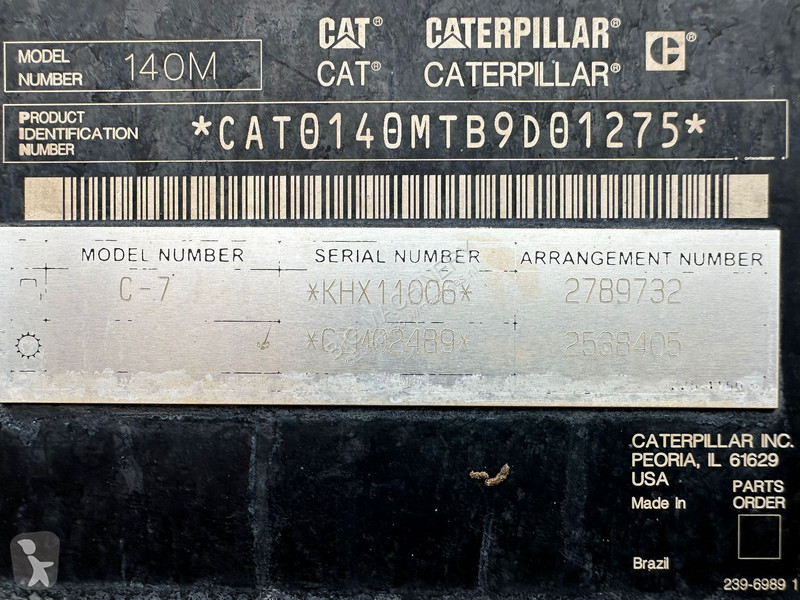 CAT® CATERPILLAR®
CAT® CATERPILLAR® C®
MODEL NUMBER 140M
PRODUCT IDENTIFICATION NUMBER *CAT0140MTB9D01275*
MODEL NUMBER SERIAL NUMBER ARRANGEMENT NUMBER
C-7 *KHX11006* 2789732
2538405
CATERPILLAR INC.
PEORIA, IL 61629
USA
Made in
PARTS ORDER
Brazil
239-6989 1